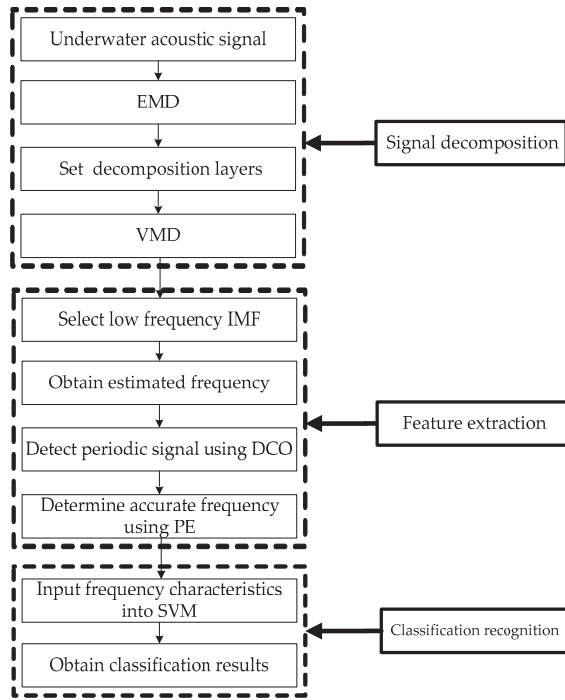 Underwater acoustic signal
EMD
Set decomposition layers
VMD
Signal decomposition
Select low frequency IMF
Obtain estimated frequency
Detect periodic signal using DCO
Determine accurate frequency
using PE
Feature extraction
Input frequency characteristics
into SVM
Obtain classification results
Classification recognition